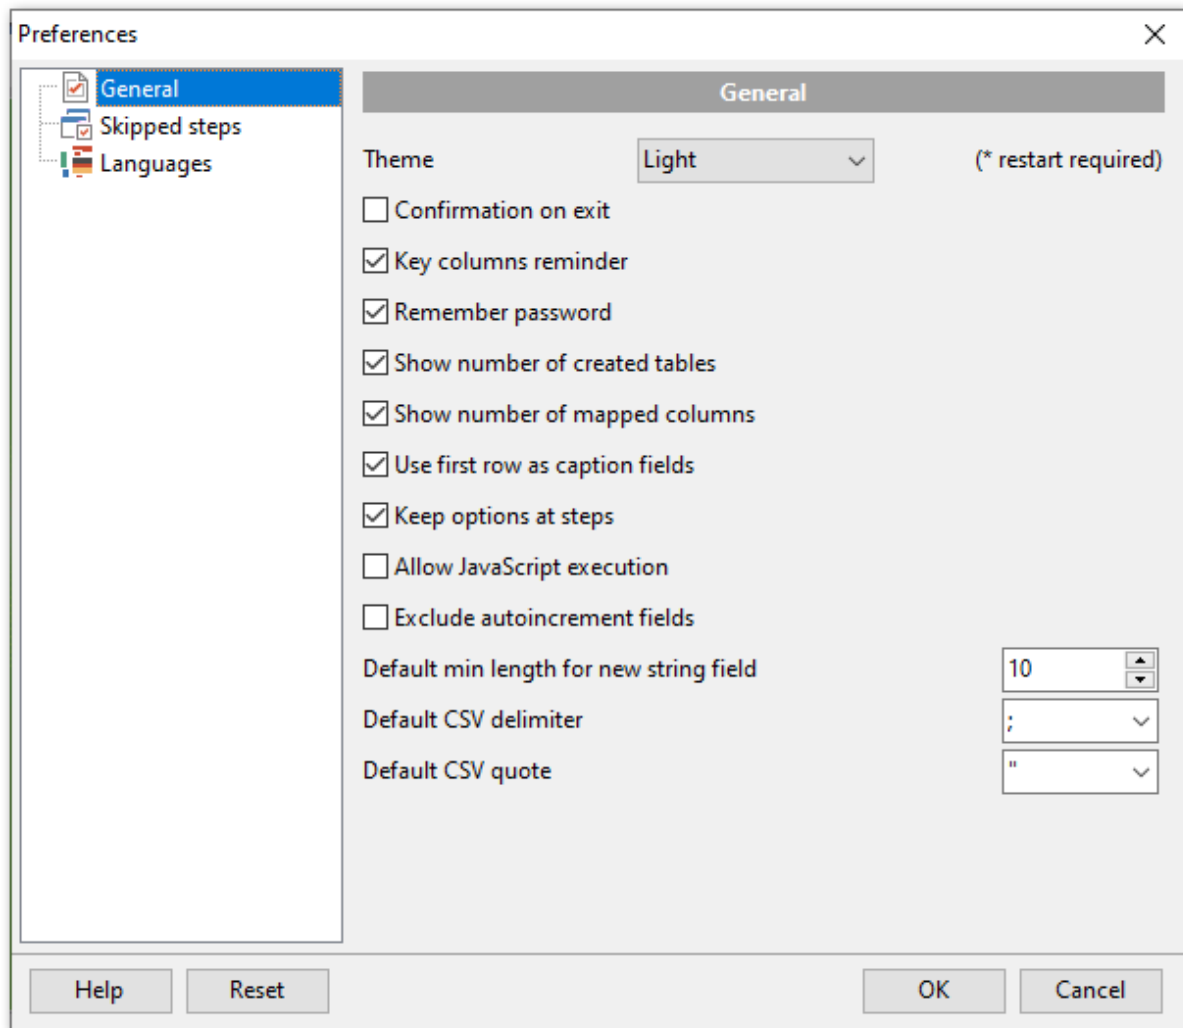 Preferences
General
Skipped steps
Languages
General
Theme Light (* restart required)
Confirmation on exit
Key columns reminder
Remember password
Show number of created tables
Show number of mapped columns
Use first row as caption fields
Keep options at steps
Allow JavaScript execution
Exclude autoincrement fields
Default min length for new string field 10
Default CSV delimiter ;
Default CSV quote "
Help Reset OK Cancel